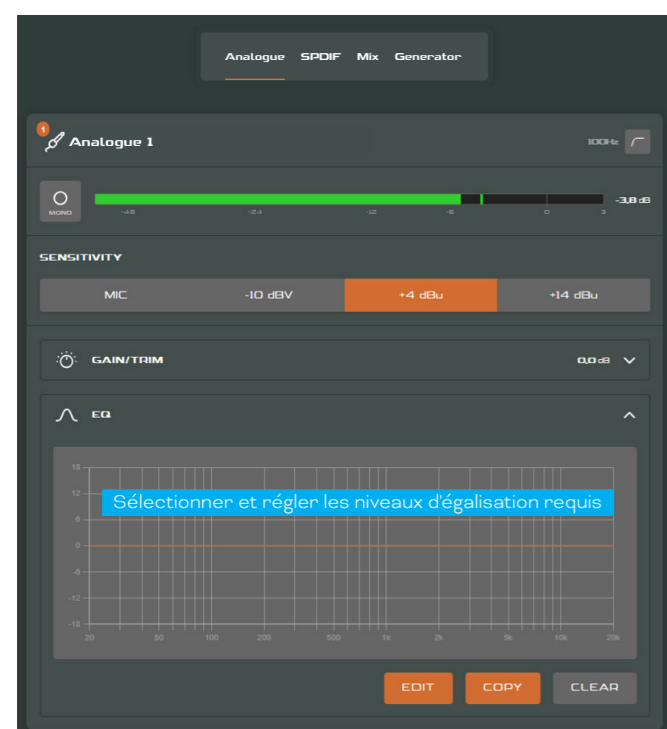 Analogue SPDIF Mix Generator
1
Analogue 1
100Hz
MONO
-48 -24 -12 -6 0 3
-3,8 dB
SENSITIVITY
MIC -10 dBV +4 dBu +14 dBu
GAIN/TRIM 0,0 dB
EQ
18
12
Sélectionner et régler les niveaux d'égalisation requis
6
0
-6
-12
-18
20 50 100 200 500 1k 2k 5k 10k 20k
EDIT COPY CLEAR